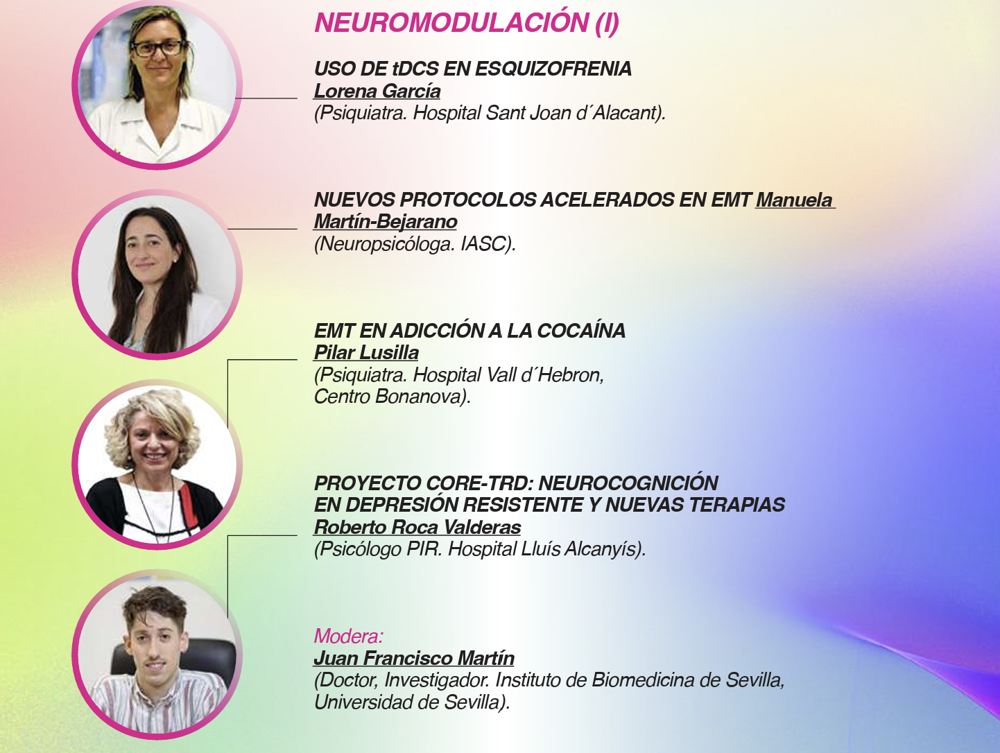 NEUROMODULACIÓN (I)
USO DE tDCS EN ESQUIZOFRENIA
Lorena García
(Psiquiatra. Hospital Sant Joan d´Alacant).
NUEVOS PROTOCOLOS ACELERADOS EN EMT Manuela
Martín-Bejarano
(Neuropsicóloga. IASC).
EMT EN ADICCIÓN A LA COCAÍNA
Pilar Lusilla
(Psiquiatra. Hospital Vall d´Hebron,
Centro Bonanova).
PROYECTO CORE-TRD: NEUROCOGNICIÓN
EN DEPRESIÓN RESISTENTE Y NUEVAS TERAPIAS
Roberto Roca Valderas
(Psicólogo PIR. Hospital Lluís Alcanyís).
Modera:
Juan Francisco Martín
(Doctor, Investigador. Instituto de Biomedicina de Sevilla,
Universidad de Sevilla).